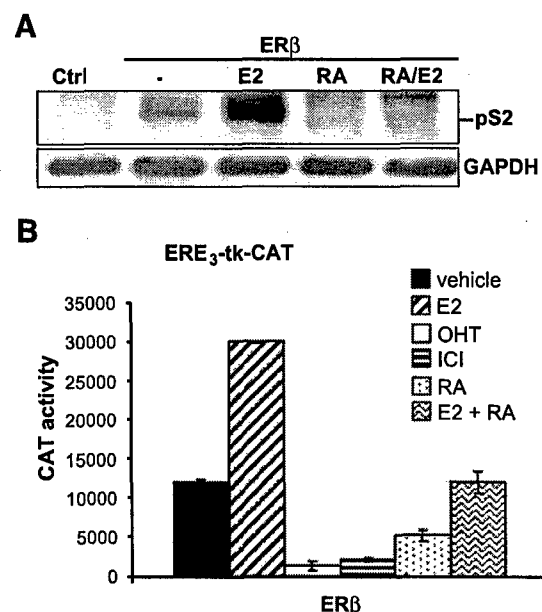 A
ERβ
Ctrl - E2 RA RA/E2
pS2
GAPDH
B
ERE3-tk-CAT
vehicle
E2
OHT
ICI
RA
E2 + RA
CAT activity
35000
30000
25000
20000
15000
10000
5000
0
ERβ